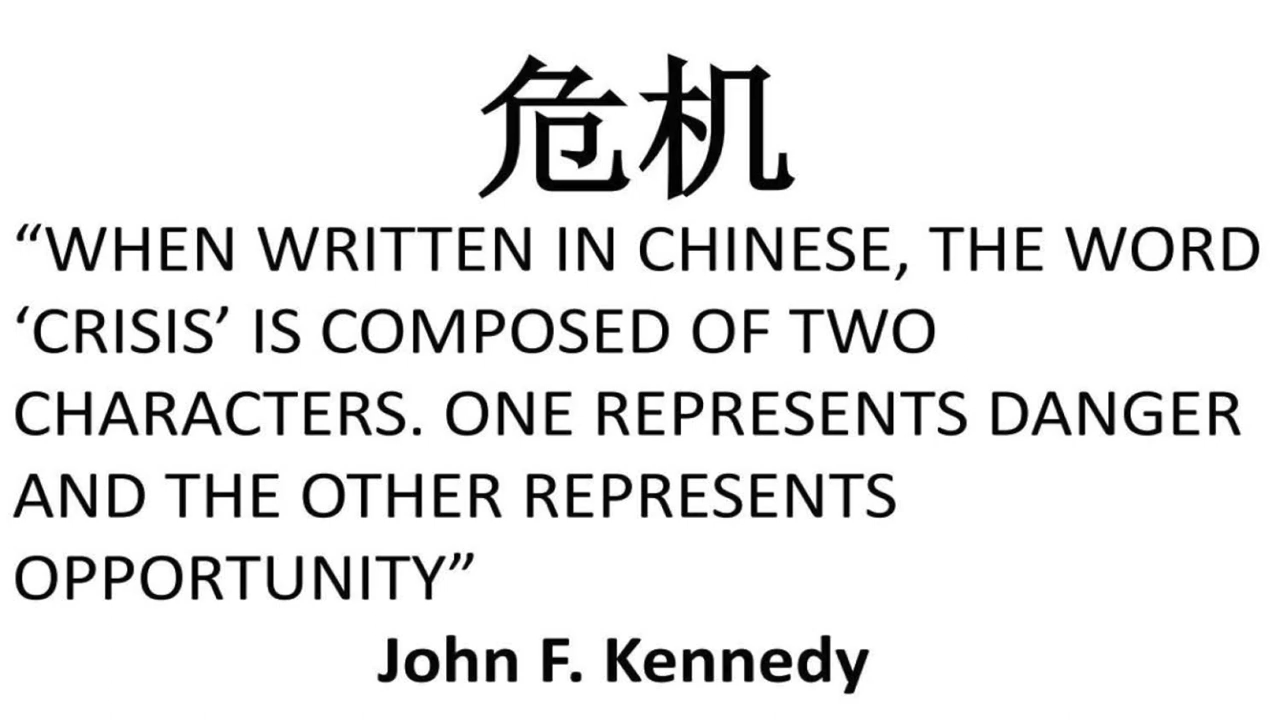 危机
“WHEN WRITTEN IN CHINESE, THE WORD
‘CRISIS’ IS COMPOSED OF TWO
CHARACTERS. ONE REPRESENTS DANGER
AND THE OTHER REPRESENTS
OPPORTUNITY”
John F. Kennedy